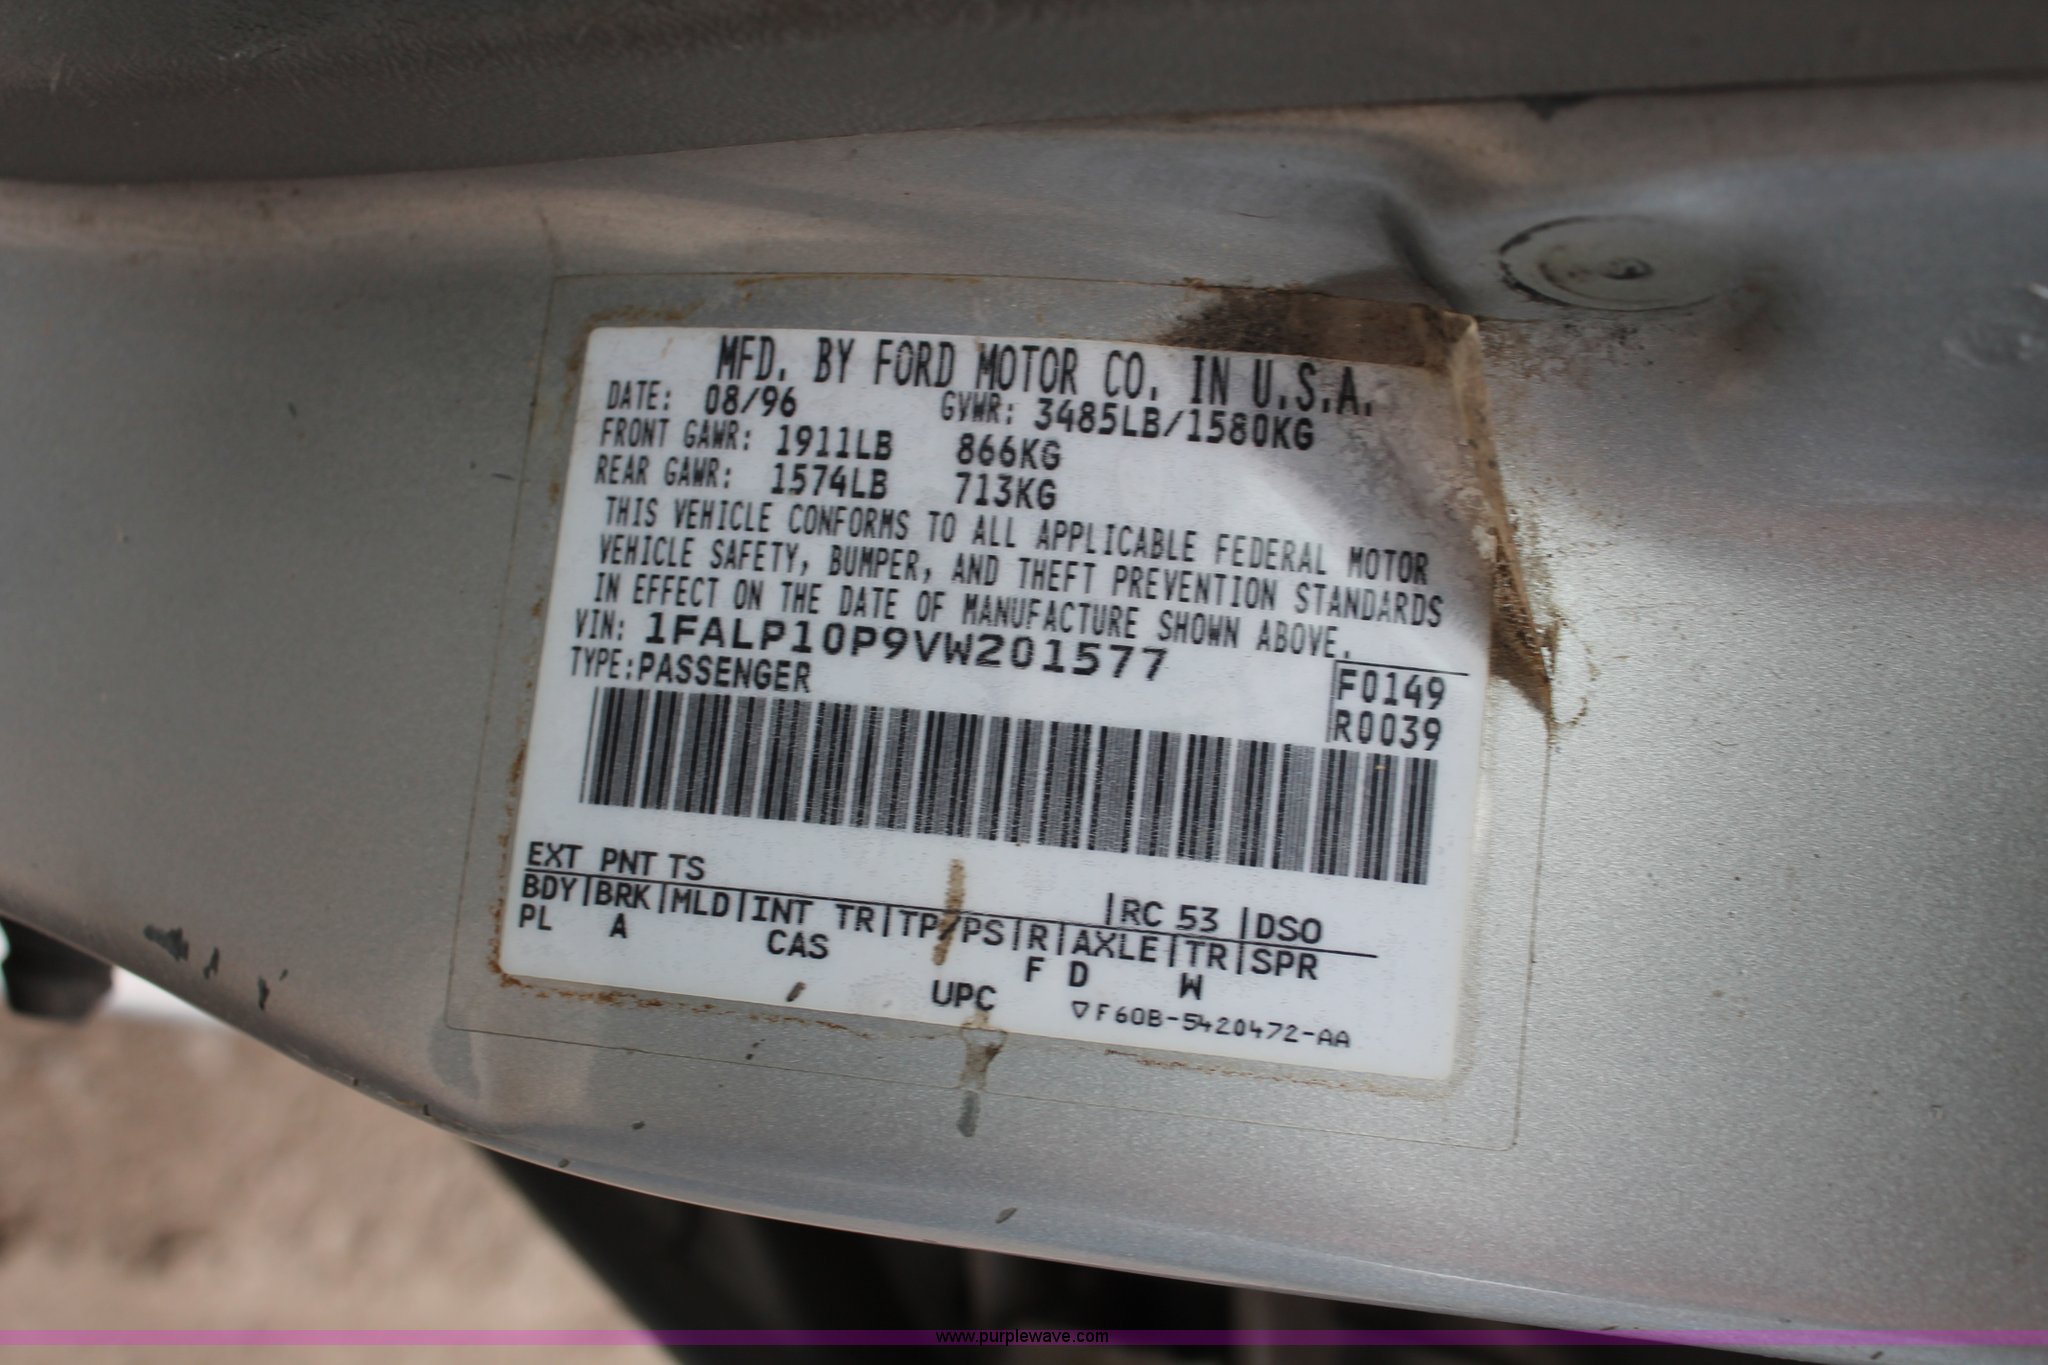 MFD. BY FORD MOTOR CO. IN U.S.A.
DATE: 08/96 GVWR: 3485LB/1580KG
FRONT GAWR: 1911LB 866KG
REAR GAWR: 1574LB 713KG
THIS VEHICLE CONFORMS TO ALL APPLICABLE FEDERAL MOTOR
VEHICLE SAFETY, BUMPER, AND THEFT PREVENTION STANDARDS
IN EFFECT ON THE DATE OF MANUFACTURE SHOWN ABOVE.
VIN: 1FALP10P9VW201577
TYPE: PASSENGER
F0149
R0039
EXT PNT TS |RC 53 |DSO
BDY|BRK|MLD|INT TR|TP/PS|R|AXLE|TR|SPR
PL A CAS F D W
UPC ▽F60B-5420472-AA
www.purplewave.com